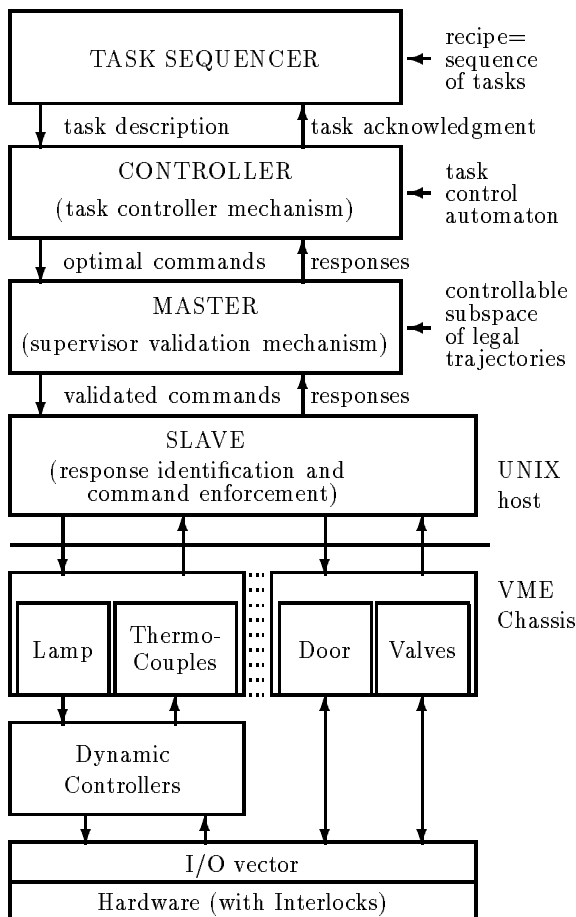 TASK SEQUENCER
recipe=
sequence
of tasks
task description
task acknowledgment
CONTROLLER
(task controller mechanism)
task
control
automaton
optimal commands
responses
MASTER
(supervisor validation mechanism)
controllable
subspace
of legal
trajectories
validated commands
responses
SLAVE
(response identification and
command enforcement)
UNIX
host
VME
Chassis
Lamp
Thermo-
Couples
Door
Valves
Dynamic
Controllers
I/O vector
Hardware (with Interlocks)